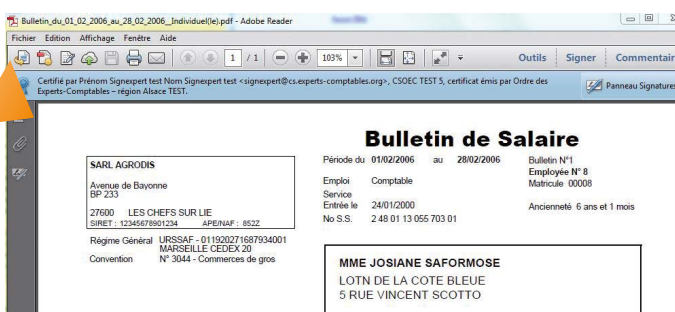 Bulletin_du_01_02_2006_au_28_02_2006__Individuel(le).pdf - Adobe Reader
Fichier Edition Affichage Fenêtre Aide
1 / 1 103% Outils Signer Commentair
Certifié par Prénom Signexpert test Nom Signexpert test <signexpert@cs.experts-comptables.org>, CSOEC TEST 5, certificat émis par Ordre des
Experts-Comptables – région Alsace TEST.
Panneau Signatures
Bulletin de Salaire
SARL AGRODIS
Avenue de Bayonne
BP 233
27600 LES CHEFS SUR LIE
SIRET : 12345678901234 APE/NAF : 852Z
Régime Général URSSAF - 011920271687934001
MARSEILLE CEDEX 20
Convention N° 3044 - Commerces de gros
Période du 01/02/2006 au 28/02/2006
Emploi Comptable
Service
Entrée le 24/01/2000
No S.S. 2 48 01 13 055 703 01
Bulletin N°1
Employée N° 8
Matricule 00008
Ancienneté 6 ans et 1 mois
MME JOSIANE SAFORMOSE
LOTN DE LA COTE BLEUE
5 RUE VINCENT SCOTTO